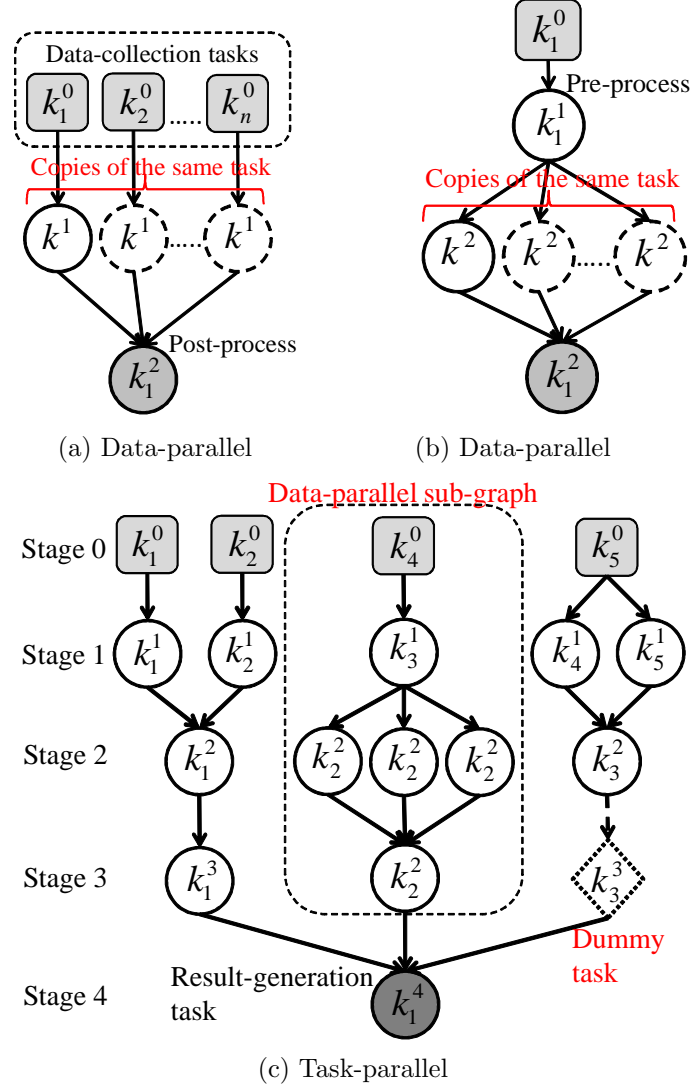 Data-collection tasks
k_1^0 k_2^0 ..... k_n^0
Copies of the same task
k^1 k^1 ..... k^1
Post-process
k_1^2
(a) Data-parallel
k_1^0
Pre-process
k_1^1
Copies of the same task
k^2 k^2 ..... k^2
k_1^2
(b) Data-parallel
Data-parallel sub-graph
Stage 0 k_1^0 k_2^0 k_4^0 k_5^0
Stage 1 k_1^1 k_2^1 k_3^1 k_4^1 k_5^1
Stage 2 k_1^2 k_2^2 k_2^2 k_2^2 k_3^2
Stage 3 k_1^3 k_2^2 k_3^3
Dummy
task
Result-generation
task
Stage 4 k_1^4
(c) Task-parallel